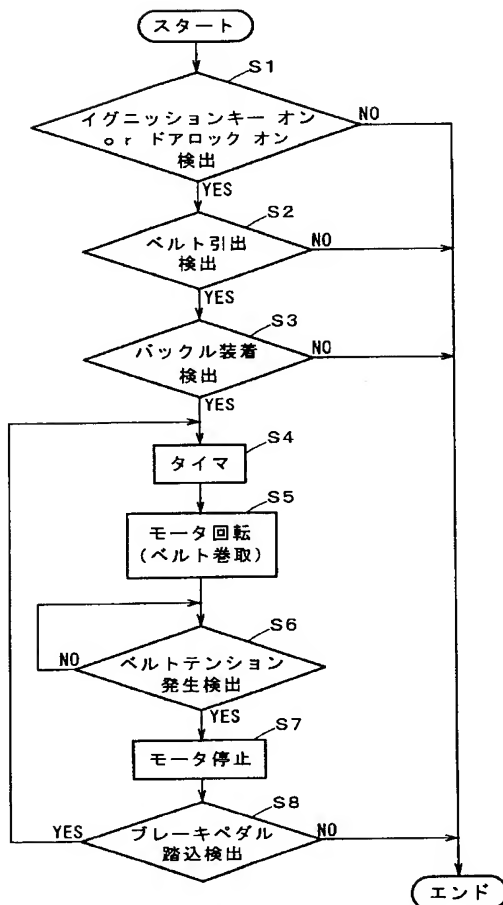 スタート
S1
イグニッションキー オン
or ドアロック オン
検出
NO
YES
S2
ベルト引出
検出
NO
YES
S3
バックル装着
検出
NO
YES
S4
タイマ
S5
モータ回転
(ベルト巻取)
S6
ベルトテンション
発生検出
NO
YES
S7
モータ停止
S8
ブレーキペダル
踏込検出
YES
NO
エンド